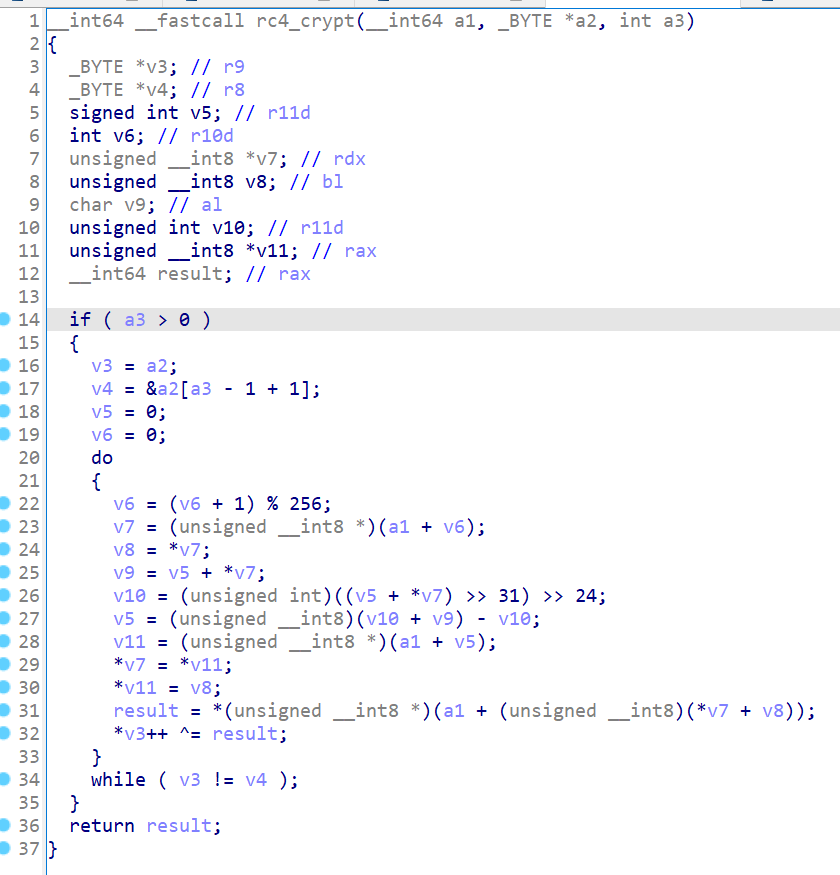 1 __int64 __fastcall rc4_crypt(__int64 a1, _BYTE *a2, int a3)
2 {
3   _BYTE *v3; // r9
4   _BYTE *v4; // r8
5   signed int v5; // r11d
6   int v6; // r10d
7   unsigned __int8 *v7; // rdx
8   unsigned __int8 v8; // bl
9   char v9; // al
10   unsigned int v10; // r11d
11   unsigned __int8 *v11; // rax
12   __int64 result; // rax
13
14   if ( a3 > 0 )
15   {
16     v3 = a2;
17     v4 = &a2[a3 - 1 + 1];
18     v5 = 0;
19     v6 = 0;
20     do
21     {
22       v6 = (v6 + 1) % 256;
23       v7 = (unsigned __int8 *)(a1 + v6);
24       v8 = *v7;
25       v9 = v5 + *v7;
26       v10 = (unsigned int)((v5 + *v7) >> 31) >> 24;
27       v5 = (unsigned __int8)(v10 + v9) - v10;
28       v11 = (unsigned __int8 *)(a1 + v5);
29       *v7 = *v11;
30       *v11 = v8;
31       result = *(unsigned __int8 *)(a1 + (unsigned __int8)(*v7 + v8));
32       *v3++ ^= result;
33     }
34     while ( v3 != v4 );
35   }
36   return result;
37 }